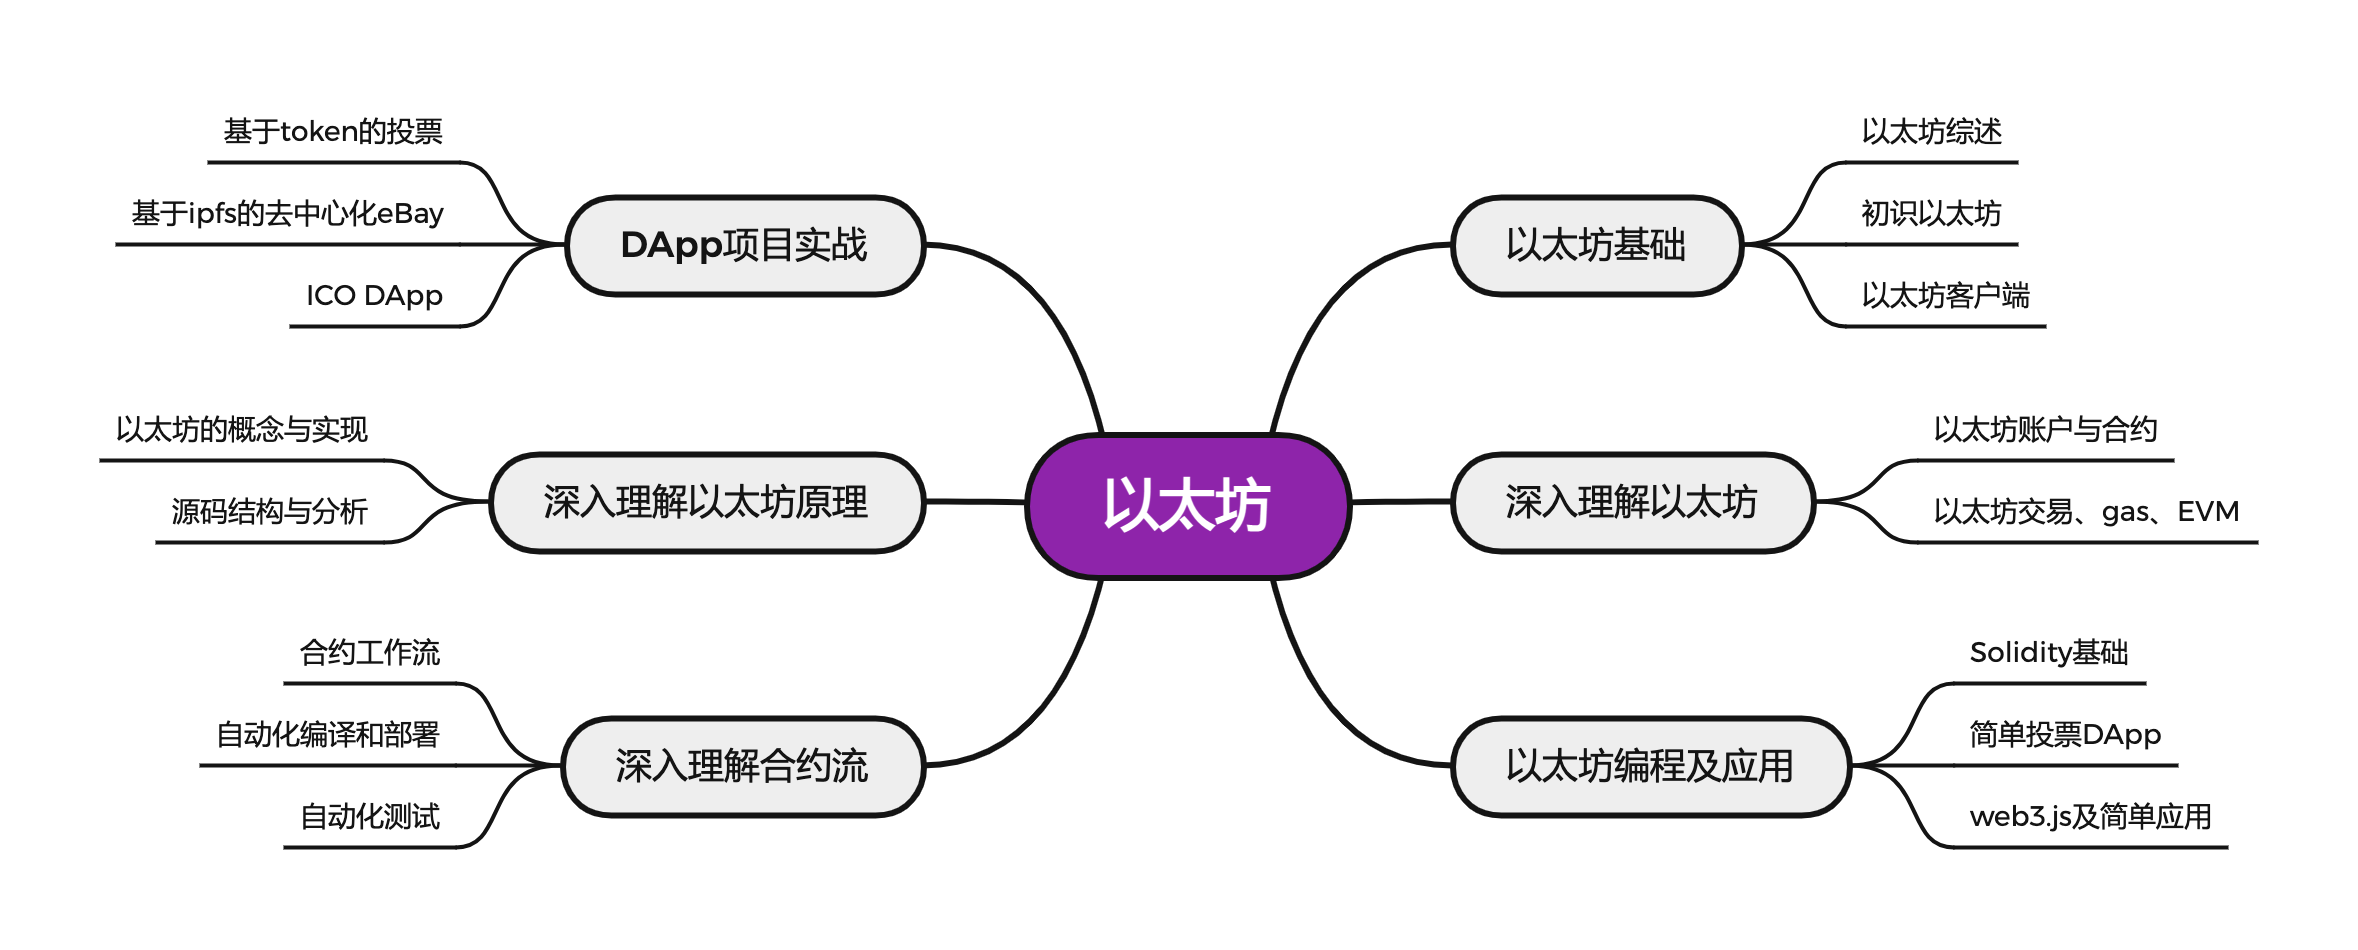 以太坊
以太坊基础
以太坊综述
初识以太坊
以太坊客户端
深入理解以太坊
以太坊账户与合约
以太坊交易、gas、EVM
以太坊编程及应用
Solidity基础
简单投票DApp
web3.js及简单应用
深入理解合约流
合约工作流
自动化编译和部署
自动化测试
深入理解以太坊原理
以太坊的概念与实现
源码结构与分析
DApp项目实战
基于token的投票
基于ipfs的去中心化eBay
ICO DApp